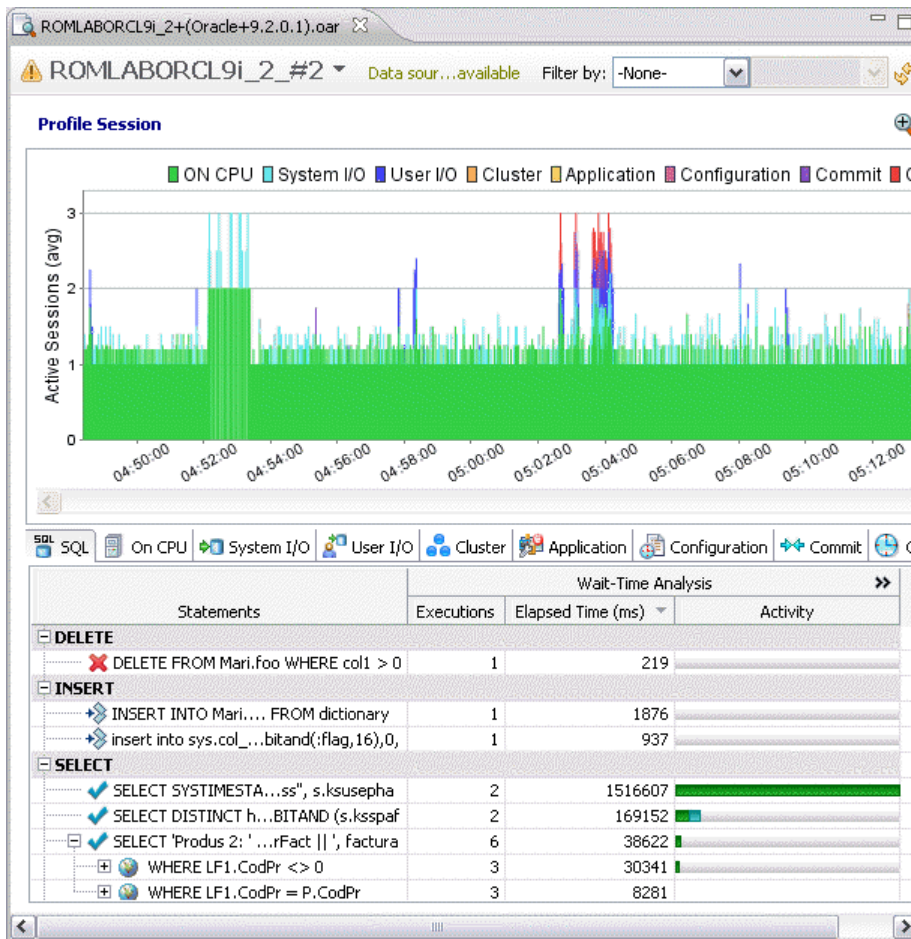 ROMLABORCL9i_2+(Oracle+9.2.0.1).oar
ROMLABORCL9i_2_#2 Data sour...available Filter by: -None-
Profile Session
ON CPU System I/O User I/O Cluster Application Configuration Commit
Active Sessions (avg)
3
2
1
0
04:50:00 04:52:00 04:54:00 04:56:00 04:58:00 05:00:00 05:02:00 05:04:00 05:06:00 05:08:00 05:10:00 05:12:00
SQL SQL On CPU System I/O User I/O Cluster Application Configuration Commit
Wait-Time Analysis
Statements Executions Elapsed Time (ms) Activity
DELETE
DELETE FROM Mari.foo WHERE col1 > 0 1 219
INSERT
INSERT INTO Mari.... FROM dictionary 1 1876
insert into sys.col_...bitand(:flag,16),0, 1 937
SELECT
SELECT SYSTIMESTA...ss", s.ksusepha 2 1516607
SELECT DISTINCT h...BITAND (s.ksspaf 2 169152
SELECT 'Produs 2: ' ...rFact || ', factura 6 38622
WHERE LF1.CodPr <> 0 3 30341
WHERE LF1.CodPr = P.CodPr 3 8281